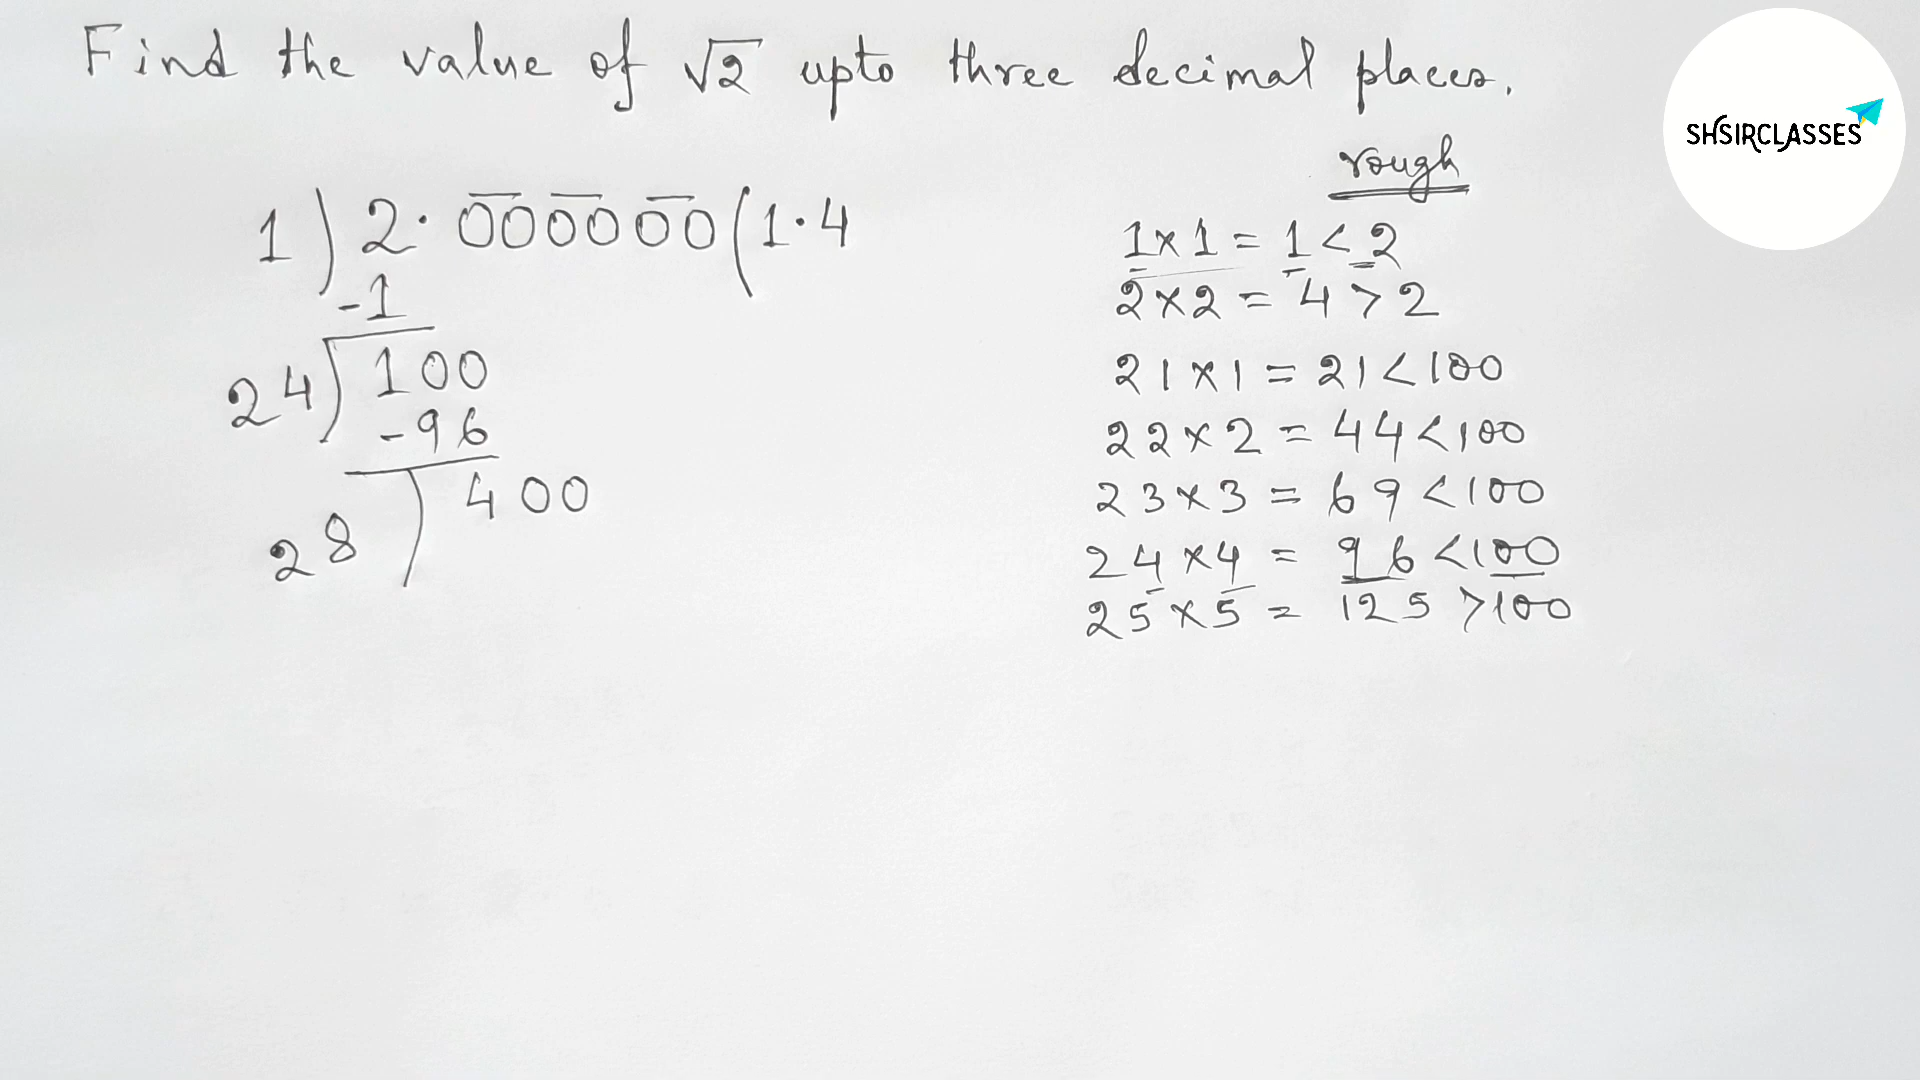 Find the value of √2 upto three decimal places.
SHSIRCLASSES
rough
1 ) 2.000000 ( 1.4
-1
24 ) 100
-96
28 ) 400
1×1 = 1 < 2
2×2 = 4 > 2
21×1 = 21 < 100
22×2 = 44 < 100
23×3 = 69 < 100
24×4 = 96 < 100
25×5 = 125 > 100